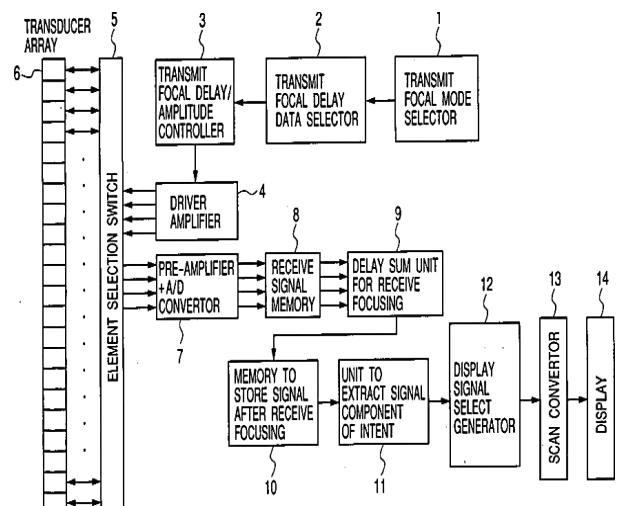 TRANSDUCER
ARRAY
5
3
2
1
6
TRANSMIT
FOCAL DELAY/
AMPLITUDE
CONTROLLER
TRANSMIT
FOCAL DELAY
DATA SELECTOR
TRANSMIT
FOCAL MODE
SELECTOR
ELEMENT SELECTION SWITCH
DRIVER
AMPLIFIER
4
8
9
PRE-AMPLIFIER
+A/D
CONVERTOR
7
RECEIVE
SIGNAL
MEMORY
DELAY SUM UNIT
FOR RECEIVE
FOCUSING
12
13
14
MEMORY TO
STORE SIGNAL
AFTER RECEIVE
FOCUSING
10
UNIT TO
EXTRACT SIGNAL
COMPONENT
OF INTENT
11
DISPLAY
SIGNAL
SELECT
GENERATOR
SCAN CONVERTOR
DISPLAY